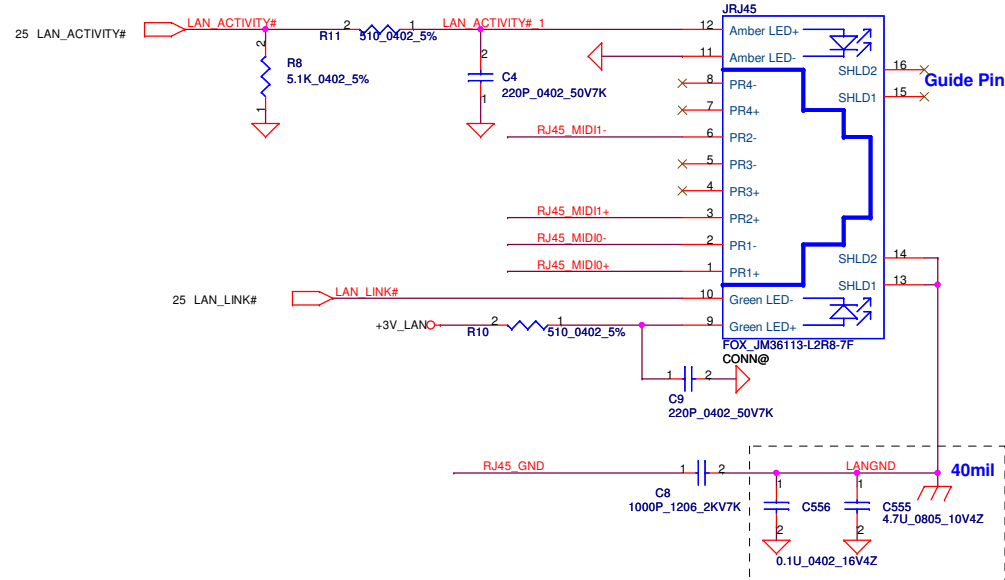 JRJ45
LAN_ACTIVITY#
2
1
LAN_ACTIVITY#_1
12
Amber LED+
25 LAN_ACTIVITY#
R11
510_0402_5%
2
R8
5.1K_0402_5%
1
2
C4
220P_0402_50V7K
1
11
Amber LED-
SHLD2
16
Guide Pin
8
PR4-
SHLD1
15
7
PR4+
RJ45_MIDI1-
6
PR2-
5
PR3-
4
PR3+
RJ45_MIDI1+
3
PR2+
RJ45_MIDI0-
2
PR1-
SHLD2
14
RJ45_MIDI0+
1
PR1+
SHLD1
13
25 LAN_LINK#
LAN_LINK#
10
Green LED-
+3V_LAN
R10
2
1
510_0402_5%
9
Green LED+
FOX_JM36113-L2R8-7F
CONN@
1
2
C9
220P_0402_50V7K
RJ45_GND
1
2
LANGND
40mil
C8
1000P_1206_2KV7K
1
C556
2
0.1U_0402_16V4Z
1
C555
4.7U_0805_10V4Z
2